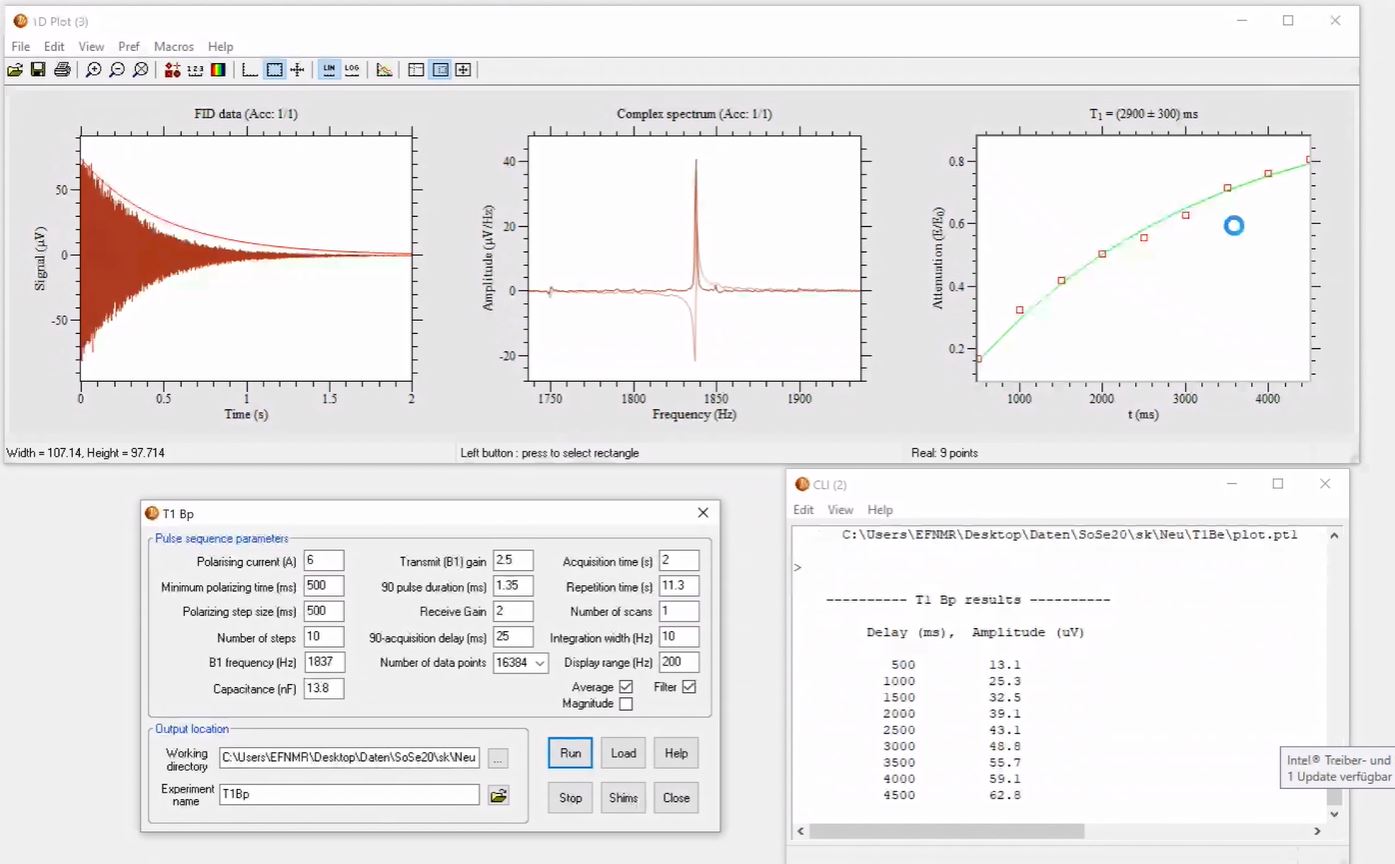 1D Plot (3)
File Edit View Pref Macros Help
1 2 3 LIN LOG
FID data (Acc: 1/1)
Signal (µV)
50
0
-50
0 0.5 1 1.5 2
Time (s)
Complex spectrum (Acc: 1/1)
Amplitude (µV/Hz)
40
20
0
-20
1750 1800 1850 1900
Frequency (Hz)
T1 = (2900 ± 300) ms
Attenuation (E/E0)
0.8
0.6
0.4
0.2
1000 2000 3000 4000
t (ms)
Width = 107.14, Height = 97.714 Left button : press to select rectangle Real: 9 points
T1 Bp
Pulse sequence parameters
Polarising current (A) 6 Transmit (B1) gain 2.5 Acquisition time (s) 2
Minimum polarizing time (ms) 500 90 pulse duration (ms) 1.35 Repetition time (s) 11.3
Polarizing step size (ms) 500 Receive Gain 2 Number of scans 1
Number of steps 10 90-acquisition delay (ms) 25 Integration width (Hz) 10
B1 frequency (Hz) 1837 Number of data points 16384 Display range (Hz) 200
Capacitance (nF) 13.8 Average Filter
Magnitude
Output location
Working directory C:\Users\EFNMR\Desktop\Daten\SoSe20\sk\Neu ...
Experiment name T1Bp
Run Load Help
Stop Shims Close
CLI (2)
Edit View Help
C:\Users\EFNMR\Desktop\Daten\SoSe20\sk\Neu\T1Be\plot.pt1
>
---------- T1 Bp results ----------
Delay (ms), Amplitude (uV)
500 13.1
1000 25.3
1500 32.5
2000 39.1
2500 43.1
3000 48.8
3500 55.7
4000 59.1
4500 62.8
Intel® Treiber- und
1 Update verfügbar